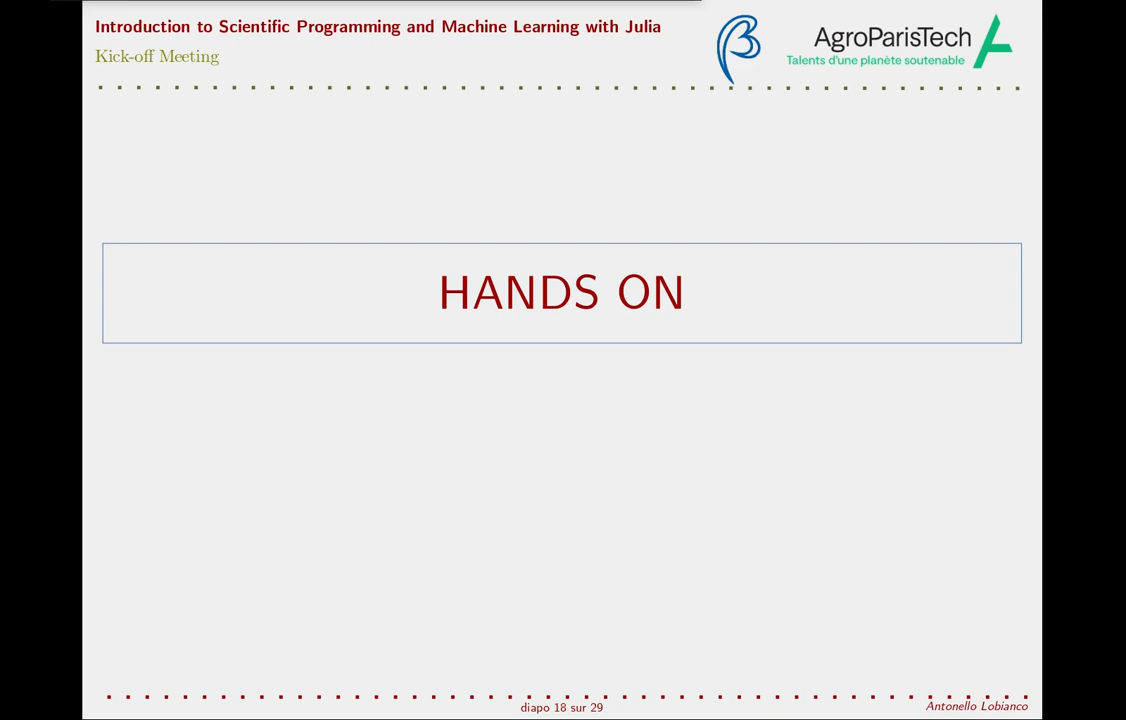 Introduction to Scientific Programming and Machine Learning with Julia
Kick-off Meeting
β
AgroParisTech
Talents d'une planète soutenable
HANDS ON
diapo 18 sur 29
Antonello Lobianco